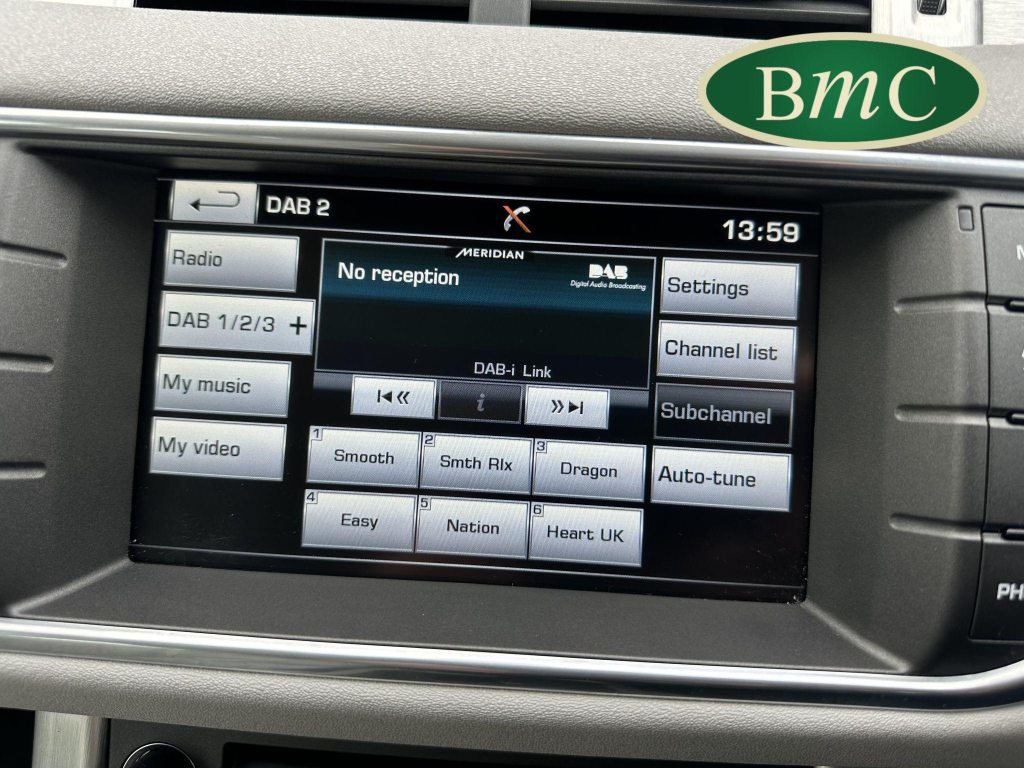 BmC
DAB 2
13:59
Radio
DAB 1/2/3 +
My music
My video
MERIDIAN
No reception
DAB
Digital Audio Broadcasting
DAB-i Link
i
Settings
Channel list
Subchannel
Auto-tune
1 Smooth
2 Smth Rlx
3 Dragon
4 Easy
5 Nation
6 Heart UK
PH